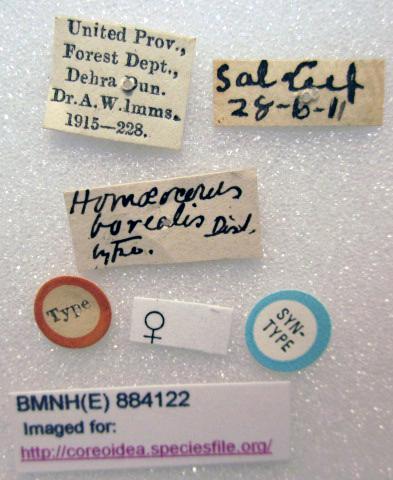 United Prov.,
Forest Dept.,
Dehra Dun.
Dr. A. W. Imms.
1915—228.
Sal Leaf
28-6-11
Homœocerus
borealis Dist.
type.
Type
♀
SYN-
TYPE
BMNH(E) 884122
Imaged for:
http://coreoidea.speciesfile.org/